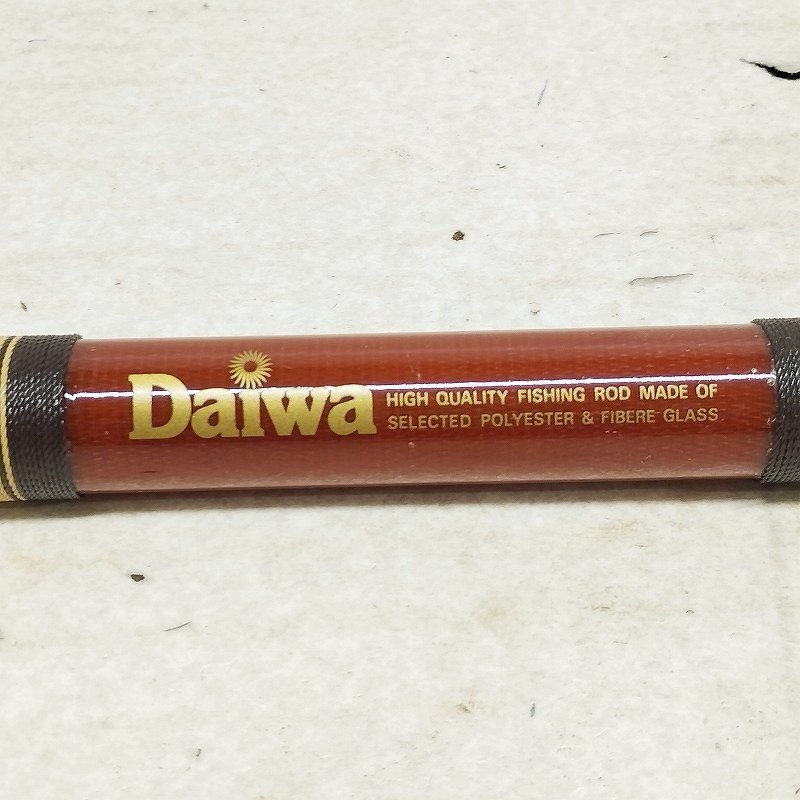 Daiwa
HIGH QUALITY FISHING ROD MADE OF
SELECTED POLYESTER & FIBERE GLASS